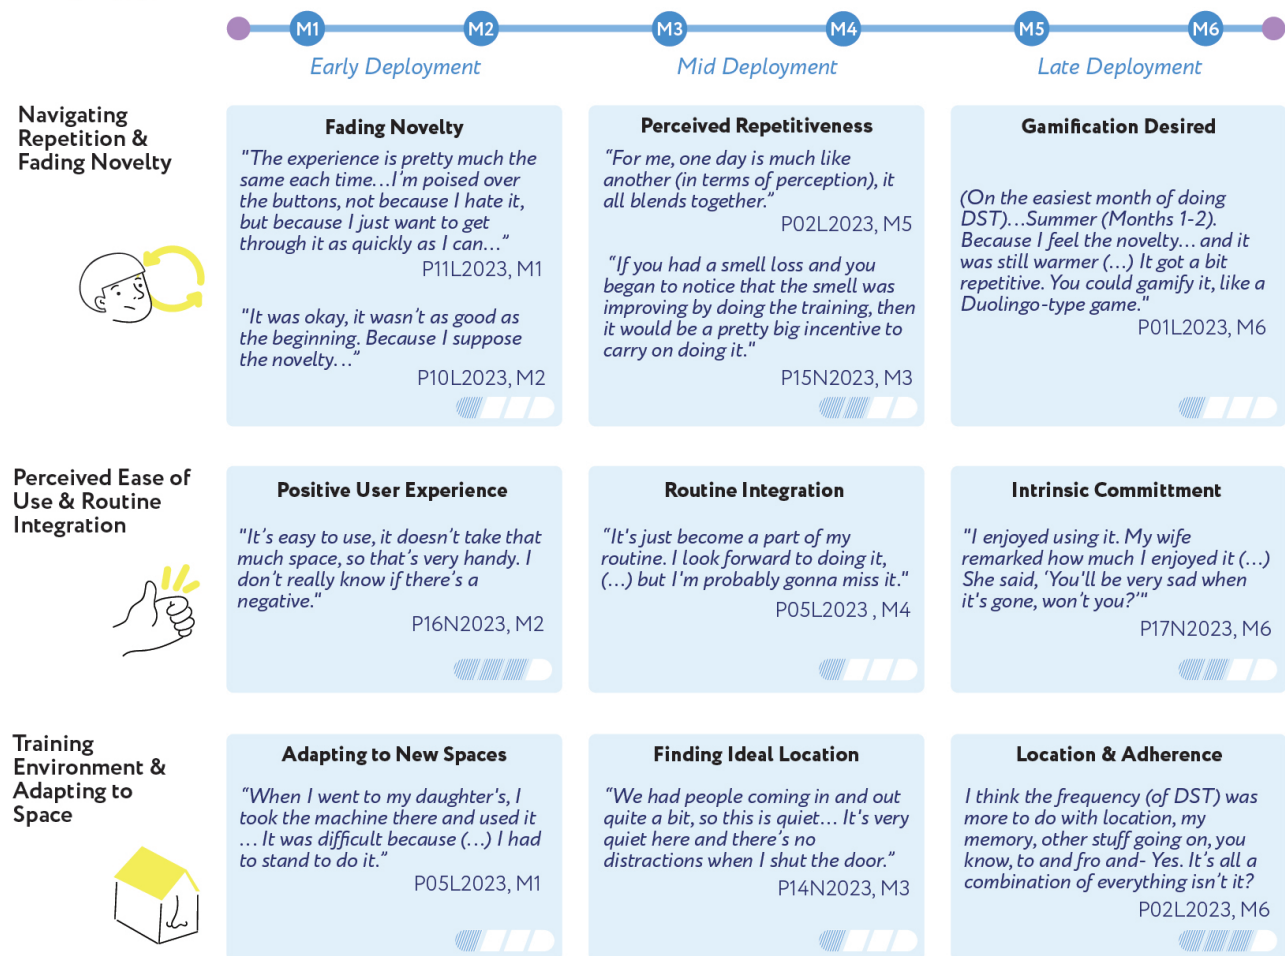 M1
M2
M3
M4
M5
M6
Early Deployment
Mid Deployment
Late Deployment
Navigating
Repetition &
Fading Novelty
Fading Novelty
"The experience is pretty much the
same each time...I'm poised over
the buttons, not because I hate it,
but because I just want to get
through it as quickly as I can..."
P11L2023, M1
"It was okay, it wasn't as good as
the beginning. Because I suppose
the novelty..."
P10L2023, M2
Perceived Repetitiveness
"For me, one day is much like
another (in terms of perception), it
all blends together."
P02L2023, M5
"If you had a smell loss and you
began to notice that the smell was
improving by doing the training, then
it would be a pretty big incentive to
carry on doing it."
P15N2023, M3
Gamification Desired
(On the easiest month of doing
DST)...Summer (Months 1-2).
Because I feel the novelty... and it
was still warmer (...) It got a bit
repetitive. You could gamify it, like a
Duolingo-type game."
P01L2023, M6
Perceived Ease of
Use & Routine
Integration
Positive User Experience
"It's easy to use, it doesn't take that
much space, so that's very handy. I
don't really know if there's a
negative."
P16N2023, M2
Routine Integration
"It's just become a part of my
routine. I look forward to doing it,
(...) but I'm probably gonna miss it."
P05L2023 , M4
Intrinsic Committment
"I enjoyed using it. My wife
remarked how much I enjoyed it (...)
She said, 'You'll be very sad when
it's gone, won't you?'"
P17N2023, M6
Training
Environment &
Adapting to
Space
Adapting to New Spaces
"When I went to my daughter's, I
took the machine there and used it
... It was difficult because (...) I had
to stand to do it."
P05L2023, M1
Finding Ideal Location
"We had people coming in and out
quite a bit, so this is quiet... It's very
quiet here and there's no
distractions when I shut the door."
P14N2023, M3
Location & Adherence
I think the frequency (of DST) was
more to do with location, my
memory, other stuff going on, you
know, to and fro and- Yes. It's all a
combination of everything isn't it?
P02L2023, M6